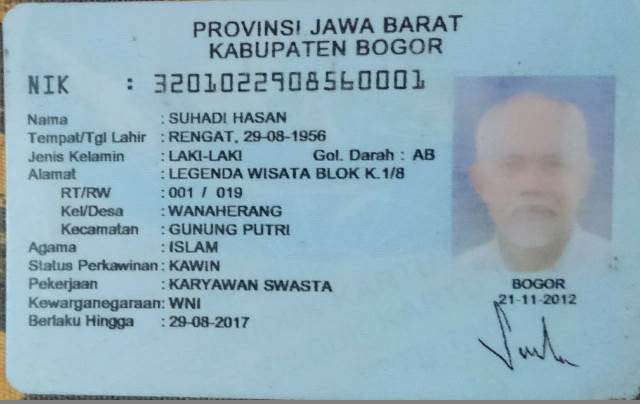 PROVINSI JAWA BARAT
KABUPATEN BOGOR
NIK : 3201022908560001
Nama : SUHADI HASAN
Tempat/Tgl Lahir : RENGAT, 29-08-1956
Jenis Kelamin : LAKI-LAKI Gol. Darah : AB
Alamat : LEGENDA WISATA BLOK K.1/8
RT/RW : 001 / 019
Kel/Desa : WANAHERANG
Kecamatan : GUNUNG PUTRI
Agama : ISLAM
Status Perkawinan : KAWIN
Pekerjaan : KARYAWAN SWASTA
Kewarganegaraan: WNI
Berlaku Hingga : 29-08-2017
BOGOR
21-11-2012